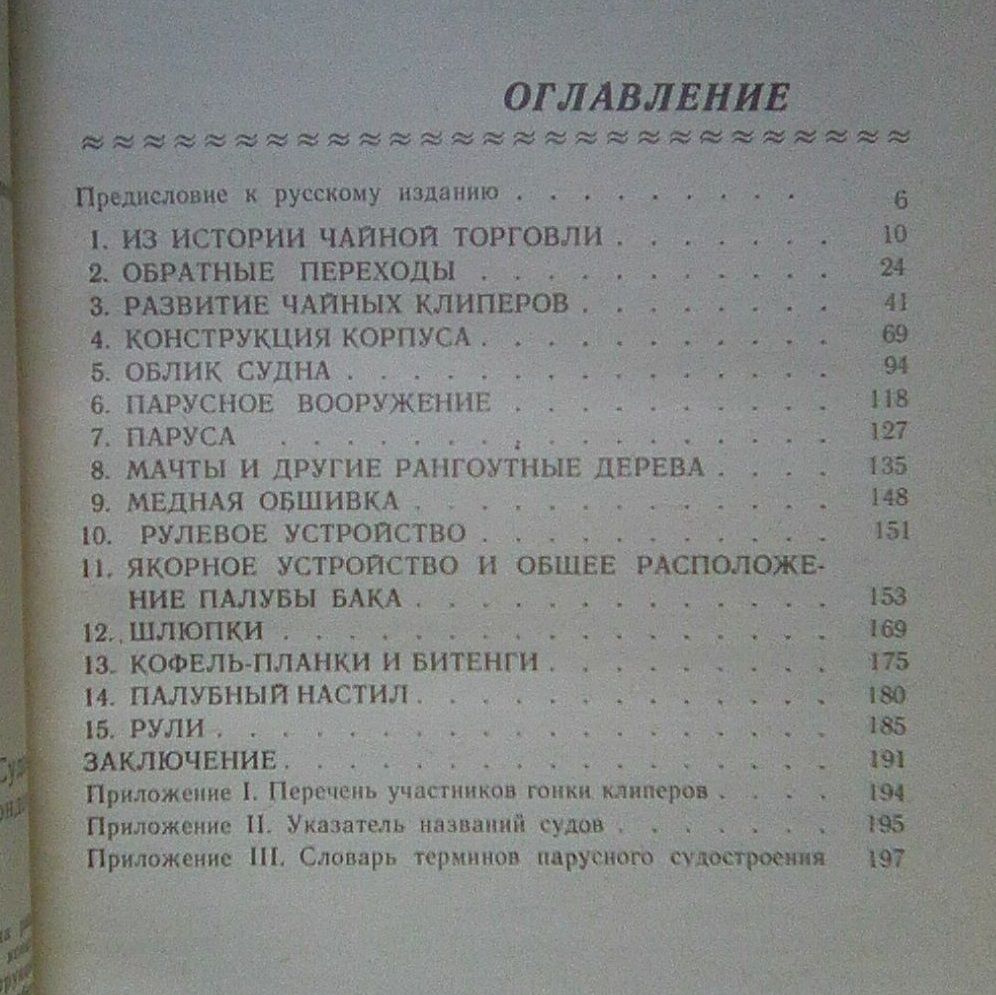 ОГЛАВЛЕНИЕ
Предисловие к русскому изданию . . . . . . . . . 6
1. ИЗ ИСТОРИИ ЧАЙНОЙ ТОРГОВЛИ . . . . . . . 10
2. ОБРАТНЫЕ ПЕРЕХОДЫ . . . . . . . . . . . 24
3. РАЗВИТИЕ ЧАЙНЫХ КЛИПЕРОВ . . . . . . . . 41
4. КОНСТРУКЦИЯ КОРПУСА . . . . . . . . . . . 69
5. ОБЛИК СУДНА . . . . . . . . . . . . . . . 94
6. ПАРУСНОЕ ВООРУЖЕНИЕ . . . . . . . . . . 118
7. ПАРУСА . . . . . . . . . . . . . . . . . 127
8. МАЧТЫ И ДРУГИЕ РАНГОУТНЫЕ ДЕРЕВА . . . . 135
9. МЕДНАЯ ОБШИВКА . . . . . . . . . . . . . 148
10. РУЛЕВОЕ УСТРОЙСТВО . . . . . . . . . . . 151
11. ЯКОРНОЕ УСТРОЙСТВО И ОБЩЕЕ РАСПОЛОЖЕ-
НИЕ ПАЛУБЫ БАКА . . . . . . . . . . . . . 153
12. ШЛЮПКИ . . . . . . . . . . . . . . . . . 169
13. КОФЕЛЬ-ПЛАНКИ И БИТЕНГИ . . . . . . . . . 175
14. ПАЛУБНЫЙ НАСТИЛ . . . . . . . . . . . . . 180
15. РУЛИ . . . . . . . . . . . . . . . . . . . 185
ЗАКЛЮЧЕНИЕ . . . . . . . . . . . . . . . . . 191
Приложение I. Перечень участников гонки клиперов . . . . 194
Приложение II. Указатель названий судов . . . . . . . 195
Приложение III. Словарь терминов парусного судостроения 197